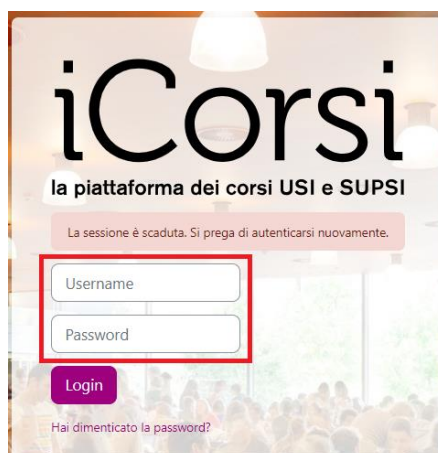 iCorsi
la piattaforma dei corsi USI e SUPSI
La sessione è scaduta. Si prega di autenticarsi nuovamente.
Username
Password
Login
Hai dimenticato la password?